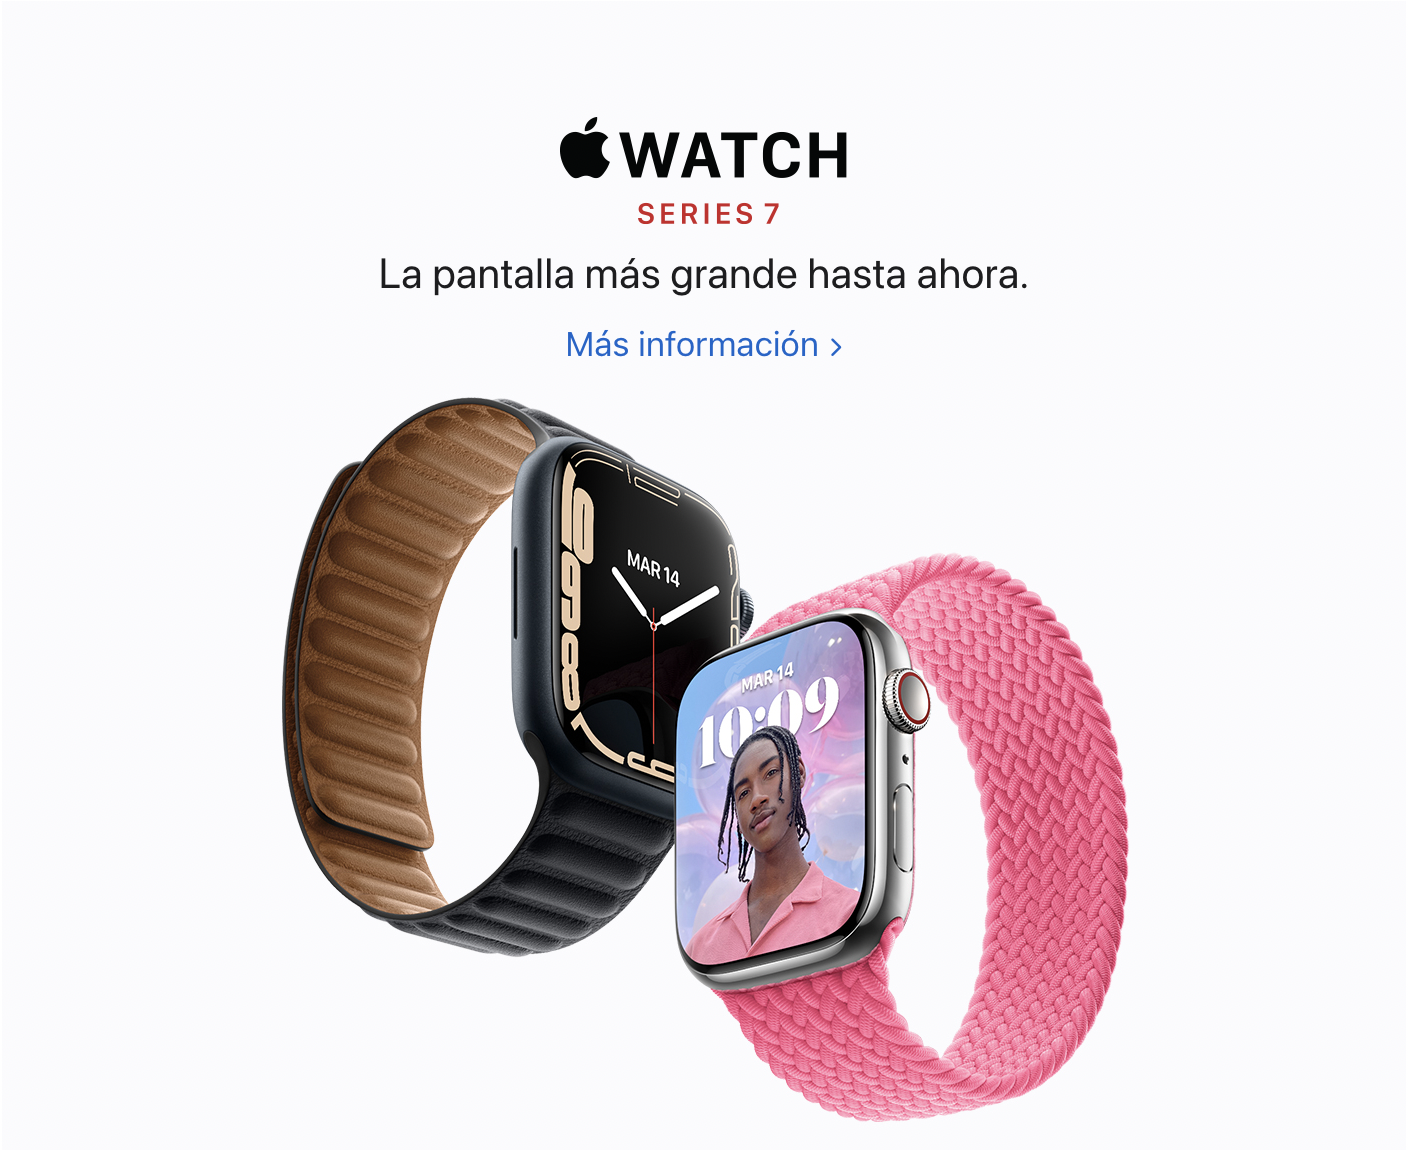 WATCH
SERIES 7
La pantalla más grande hasta ahora.
Más información >
MAR 14
MAR 14
10:09